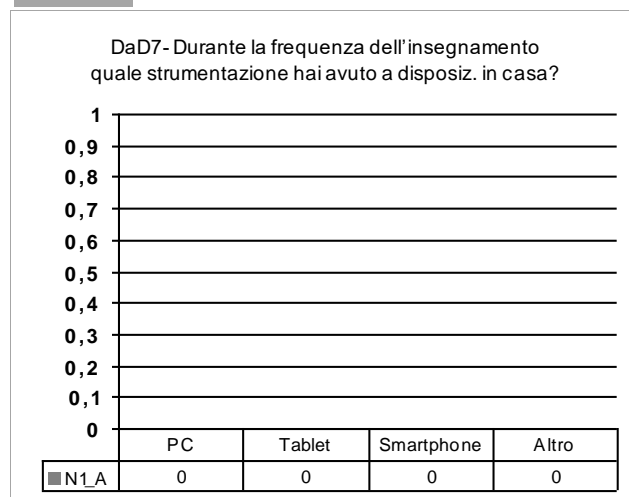 DaD7- Durante la frequenza dell'insegnamento
quale strumentazione hai avuto a disposiz. in casa?
1
0,9
0,8
0,7
0,6
0,5
0,4
0,3
0,2
0,1
0
PC Tablet Smartphone Altro
N1_A 0 0 0 0